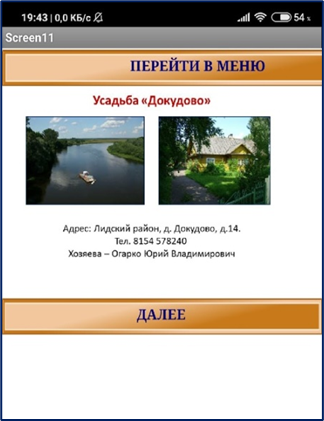 19:43 | 0,0 КБ/с 54 %
Screen11
ПЕРЕЙТИ В МЕНЮ
Усадьба «Докудово»
Адрес: Лидский район, д. Докудово, д.14.
Тел. 8154 578240
Хозяева – Огарко Юрий Владимирович
ДАЛЕЕ